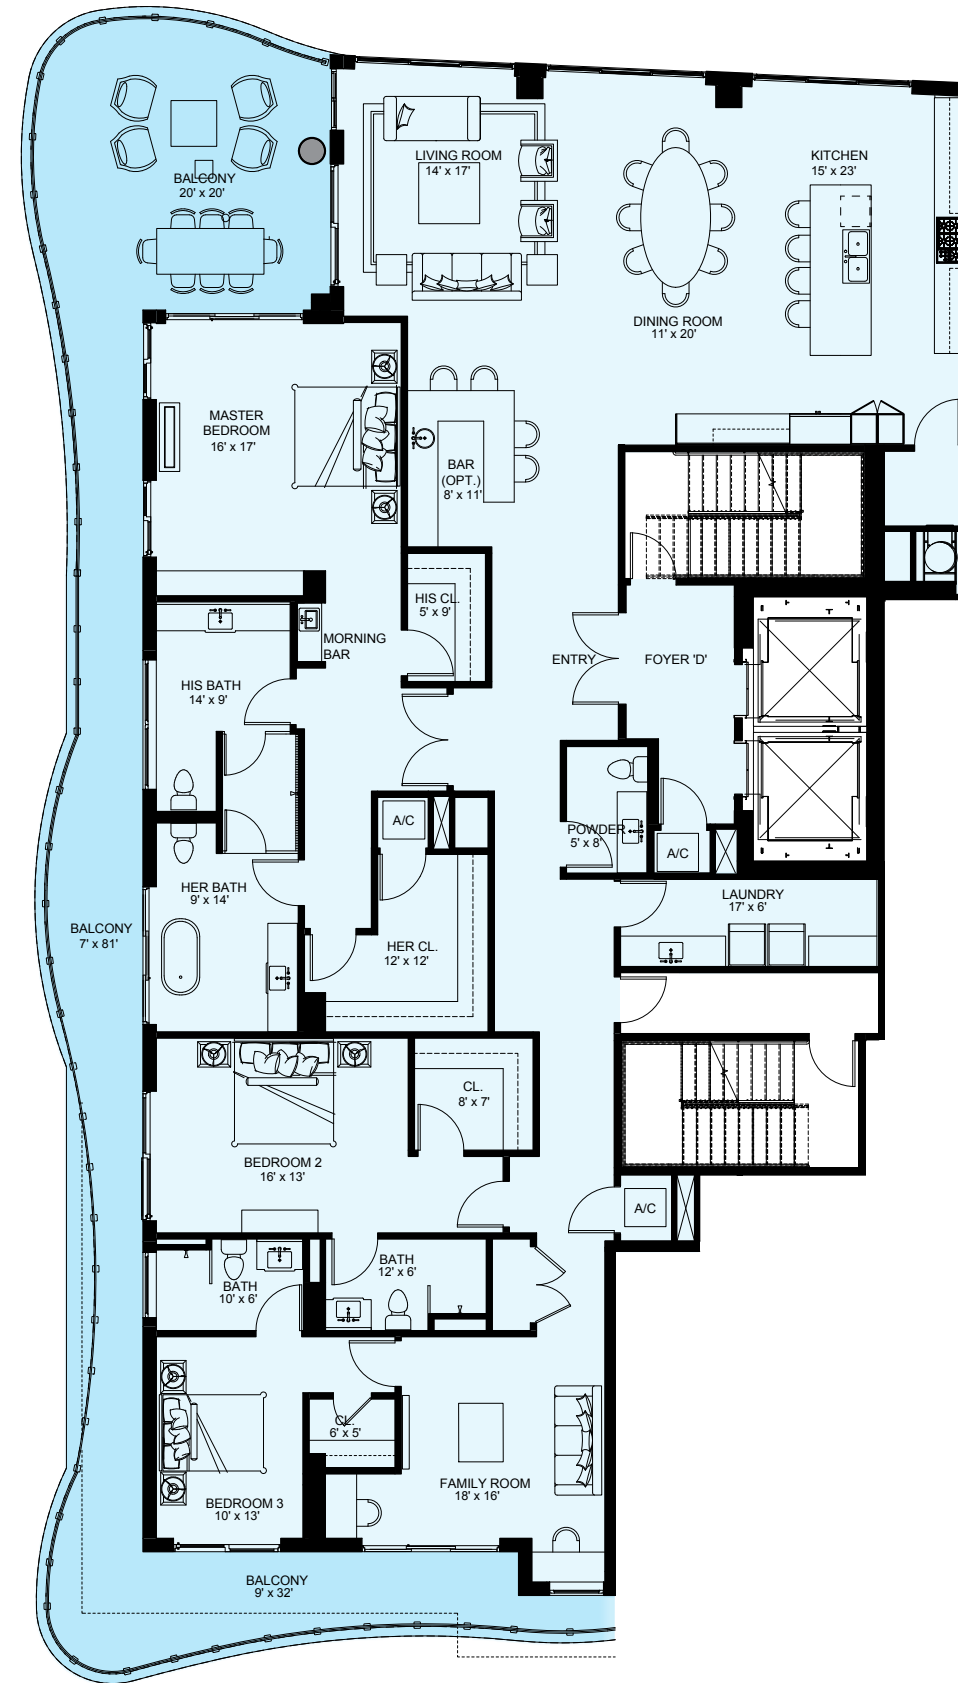 LIVING ROOM
14' x 17'
KITCHEN
15' x 23'
BALCONY
20' x 20'
DINING ROOM
11' x 20'
MASTER
BEDROOM
16' x 17'
BAR
(OPT.)
8' x 11'
HIS CL.
5' x 9'
MORNING
BAR
ENTRY
FOYER 'D'
HIS BATH
14' x 9'
A/C
POWDER
5' x 8'
A/C
HER BATH
9' x 14'
LAUNDRY
17' x 6'
BALCONY
7' x 81'
HER CL.
12' x 12'
CL.
8' x 7'
BEDROOM 2
16' x 13'
A/C
BATH
12' x 6'
BATH
10' x 6'
CL.
6' x 5'
FAMILY ROOM
18' x 16'
BEDROOM 3
10' x 13'
BALCONY
9' x 32'